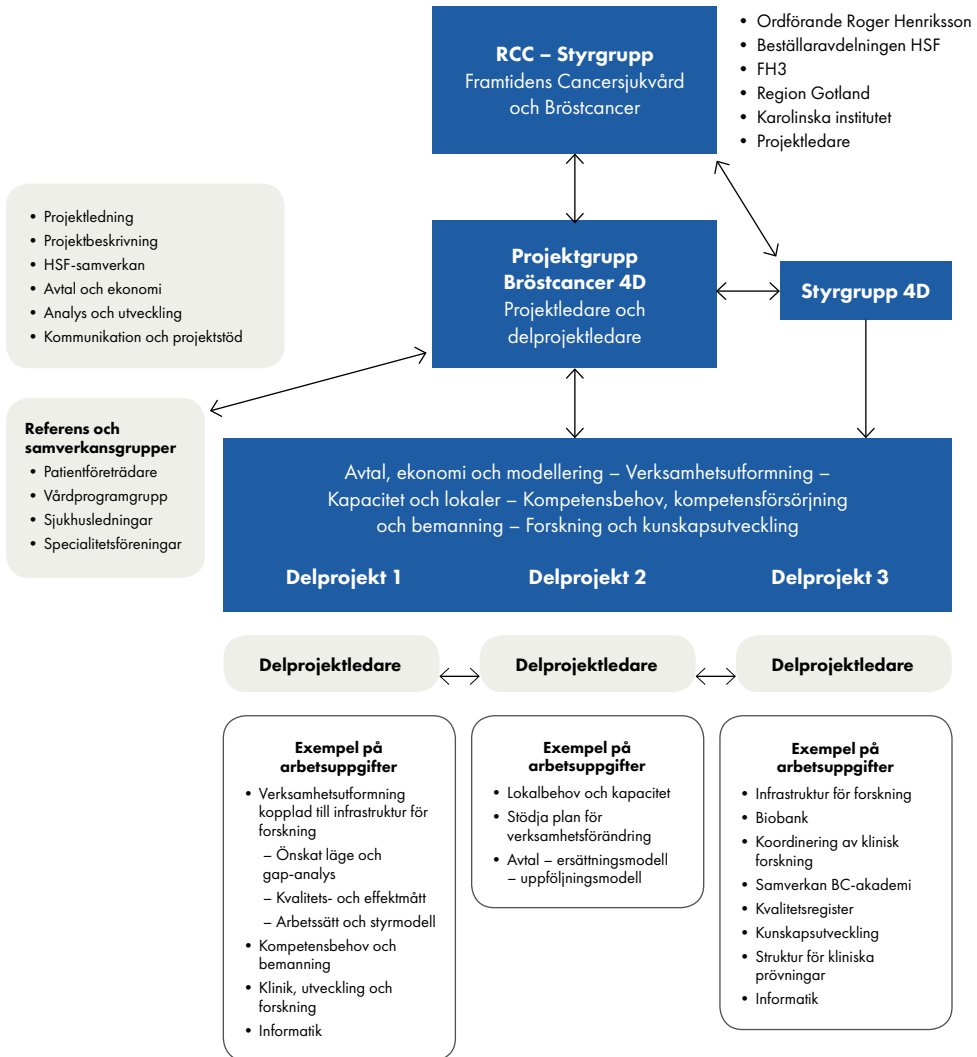 RCC – Styrgrupp
Framtidens Cancersjukvård
och Bröstcancer
• Ordförande Roger Henriksson
• Beställaravdelningen HSF
• FH3
• Region Gotland
• Karolinska institutet
• Projektledare
• Projektledning
• Projektbeskrivning
• HSF-samverkan
• Avtal och ekonomi
• Analys och utveckling
• Kommunikation och projektstöd
Projektgrupp
Bröstcancer 4D
Projektledare och
delprojektledare
Styrgrupp 4D
Referens och
samverkansgrupper
• Patientföreträdare
• Vårdprogramgrupp
• Sjukhusledningar
• Specialitetsföreningar
Avtal, ekonomi och modellering – Verksamhetsutformning –
Kapacitet och lokaler – Kompetensbehov, kompetensförsörjning
och bemanning – Forskning och kunskapsutveckling
Delprojekt 1
Delprojekt 2
Delprojekt 3
Delprojektledare
Delprojektledare
Delprojektledare
Exempel på
arbetsuppgifter
• Verksamhetsutformning
kopplad till infrastruktur för
forskning
– Önskat läge och
gap-analys
– Kvalitets- och effektmått
– Arbetssätt och styrmodell
• Kompetensbehov och
bemanning
• Klinik, utveckling och
forskning
• Informatik
Exempel på
arbetsuppgifter
• Lokalbehov och kapacitet
• Stödja plan för
verksamhetsförändring
• Avtal – ersättningsmodell
– uppföljningsmodell
Exempel på
arbetsuppgifter
• Infrastruktur för forskning
• Biobank
• Koordinering av klinisk
forskning
• Samverkan BC-akademi
• Kvalitetsregister
• Kunskapsutveckling
• Struktur för kliniska
prövningar
• Informatik